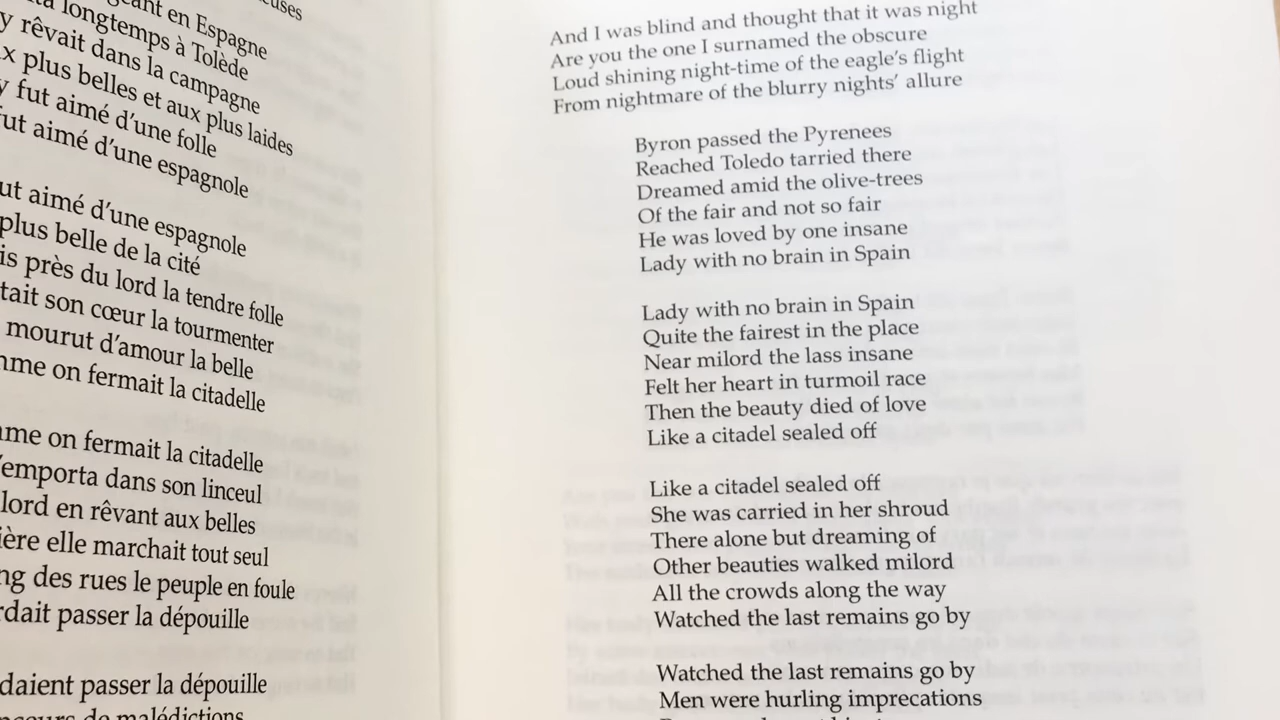 en Espagne
longtemps à Tolède
y rêvait dans la campagne
plus belles et aux plus laides
y fut aimé d'une folle
fut aimé d'une espagnole
aimé d'une espagnole
plus belle de la cité
près du lord la tendre folle
son cœur la tourmenter
mourut d'amour la belle
on fermait la citadelle
on fermait la citadelle
emporta dans son linceul
lord en rêvant aux belles
elle marchait tout seul
des rues le peuple en foule
passer la dépouille
passer la dépouille
de malédictions
And I was blind and thought that it was night
Are you the one I surnamed the obscure
Loud shining night-time of the eagle's flight
From nightmare of the blurry nights' allure
Byron passed the Pyrenees
Reached Toledo tarried there
Dreamed amid the olive-trees
Of the fair and not so fair
He was loved by one insane
Lady with no brain in Spain
Lady with no brain in Spain
Quite the fairest in the place
Near milord the lass insane
Felt her heart in turmoil race
Then the beauty died of love
Like a citadel sealed off
Like a citadel sealed off
She was carried in her shroud
There alone but dreaming of
Other beauties walked milord
All the crowds along the way
Watched the last remains go by
Watched the last remains go by
Men were hurling imprecations